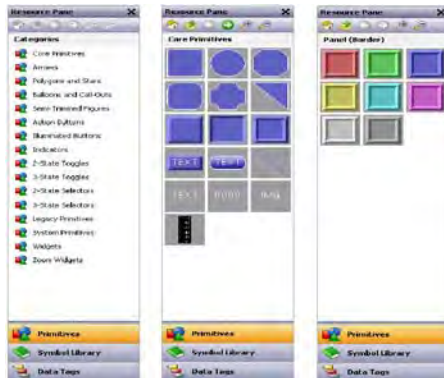 Resource Pane
Categories
Core Primitives
Arrows
Polygons and Stars
Balloons and Call-Outs
Semi-Trimmed Figures
Action Buttons
Illuminated Buttons
Indicators
2-State Toggles
3-State Toggles
2-State Selectors
3-State Selectors
Legacy Primitives
System Primitives
Widgets
Zoom Widgets
Primitives
Symbol Library
Data Tags
Resource Pane
Core Primitives
TEXT
TEXT
TEXT
Primitives
Symbol Library
Data Tags
Resource Pane
Panel (Border)
Primitives
Symbol Library
Data Tags